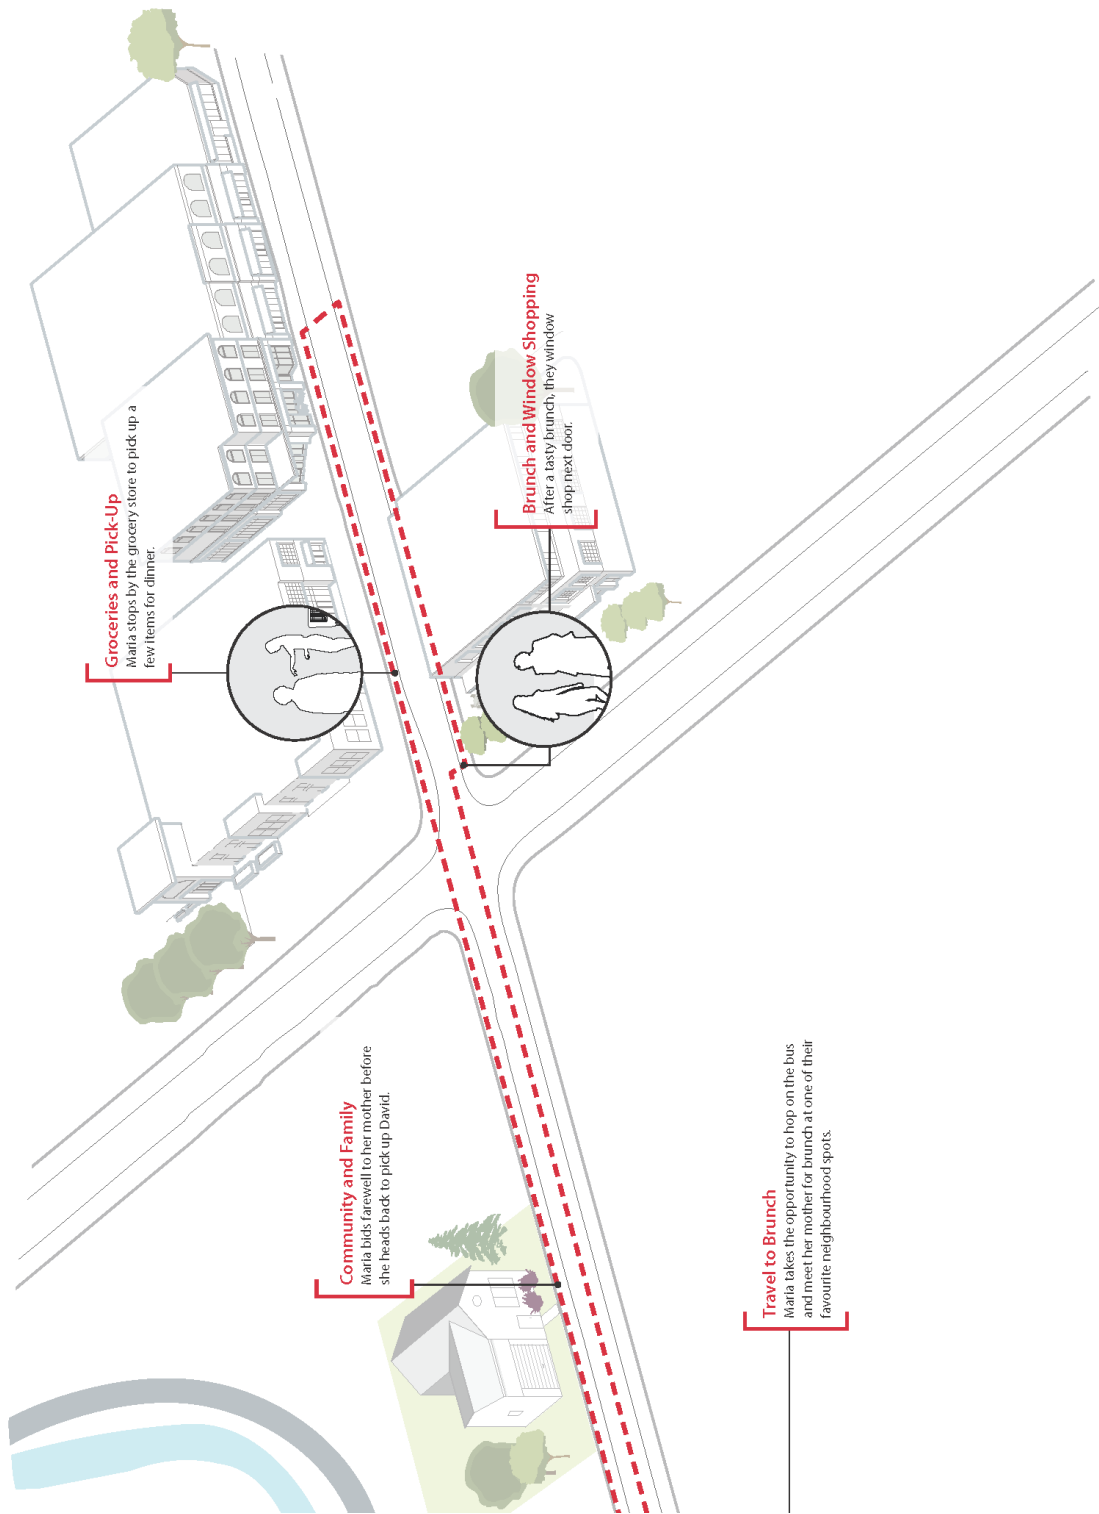 Groceries and Pick-Up
Maria stops by the grocery store to pick up a
few items for dinner.
Brunch and Window Shopping
After a tasty brunch, they window
shop next door.
Community and Family
Maria bids farewell to her mother before
she heads back to pick up David.
Travel to Brunch
Maria takes the opportunity to hop on the bus
and meet her mother for brunch at one of their
favourite neighbourhood spots.